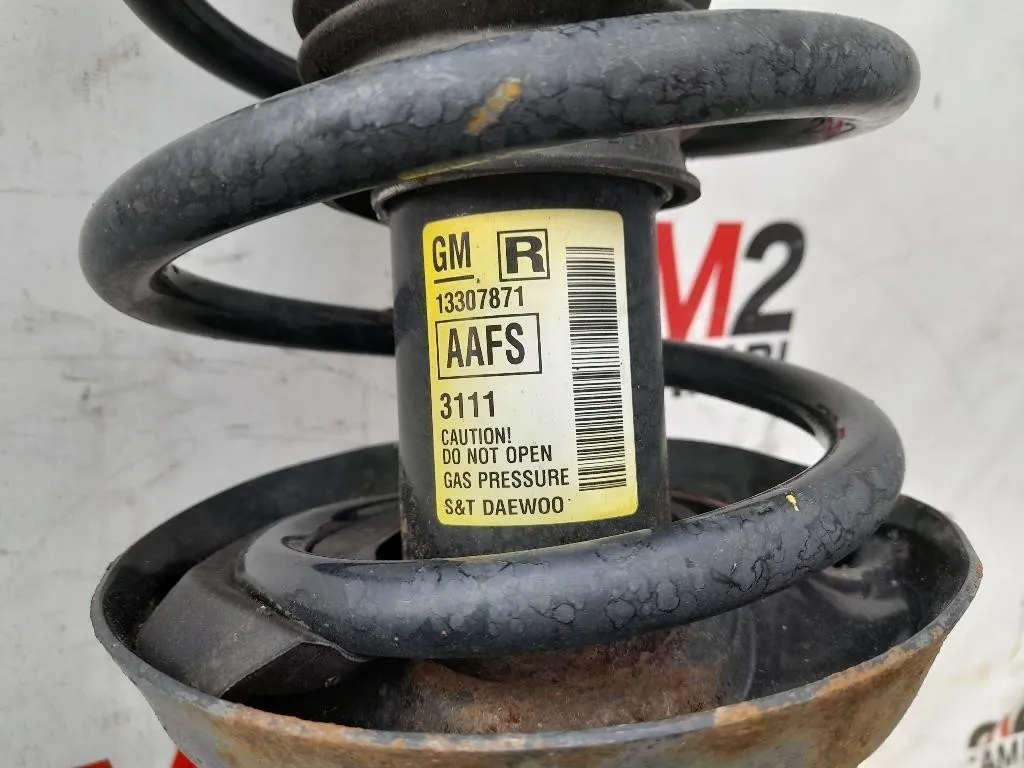 GM R
13307871
AAFS
3111
CAUTION!
DO NOT OPEN
GAS PRESSURE
S&T DAEWOO
M2